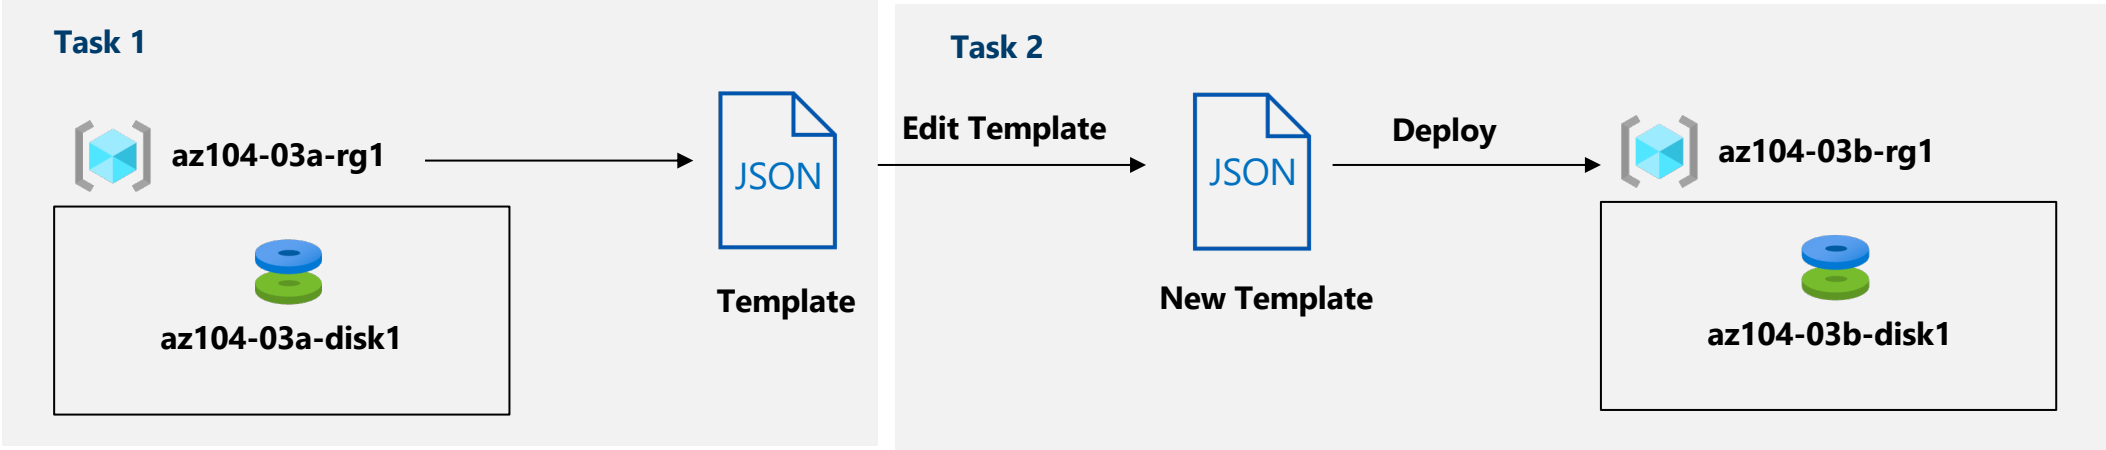 Task 1
az104-03a-rg1
az104-03a-disk1
JSON
Template
Task 2
Edit Template
JSON
New Template
Deploy
az104-03b-rg1
az104-03b-disk1